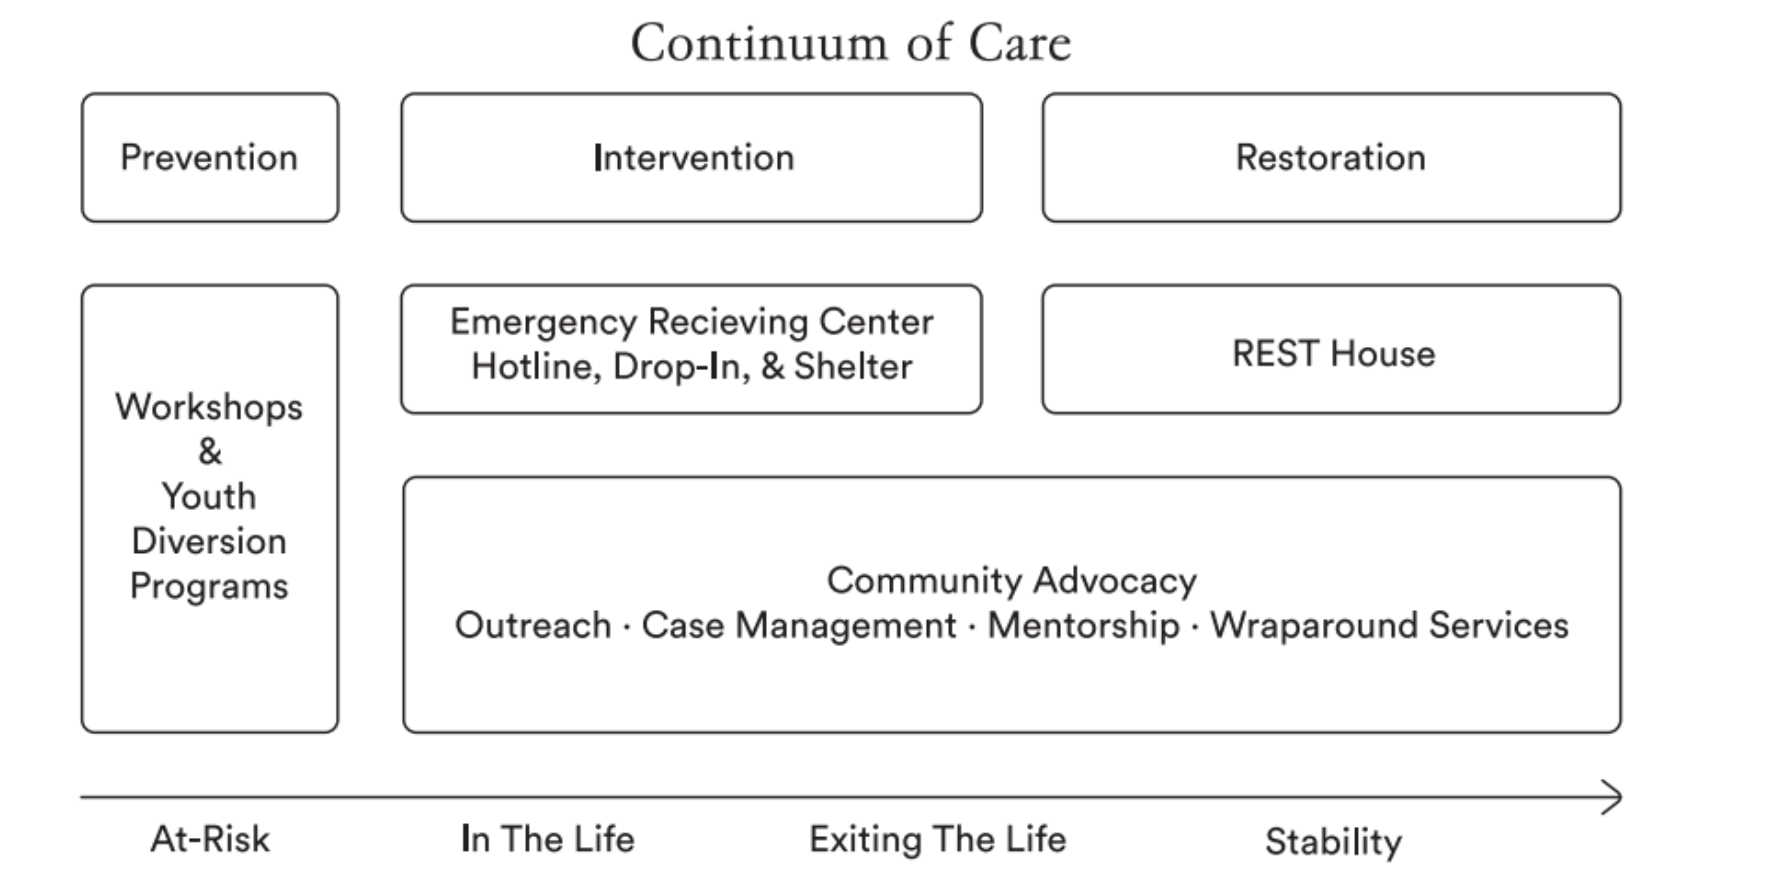 Continuum of Care
Prevention
Intervention
Restoration
Workshops
&
Youth
Diversion
Programs
Emergency Recieving Center
Hotline, Drop-In, & Shelter
REST House
Community Advocacy
Outreach · Case Management · Mentorship · Wraparound Services
At-Risk
In The Life
Exiting The Life
Stability